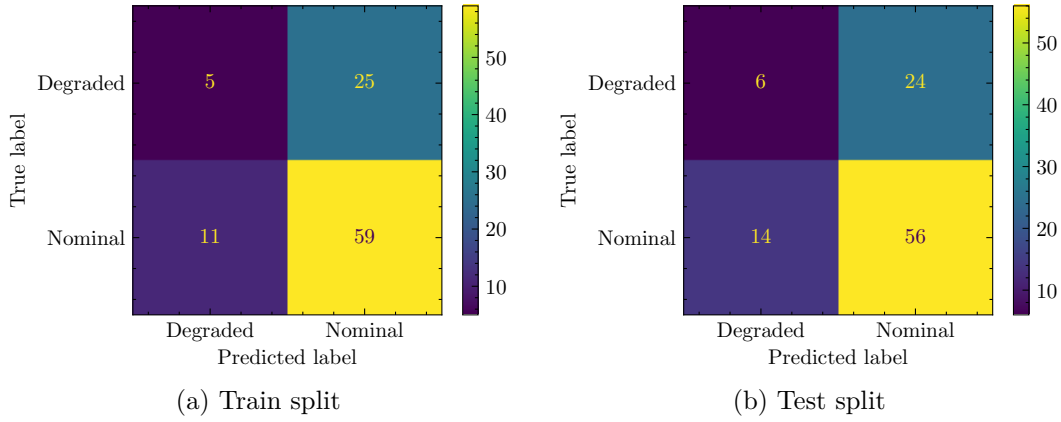 Degraded
Nominal
True label
5
25
11
59
Degraded
Nominal
Predicted label
50
40
30
20
10
(a) Train split
Degraded
Nominal
True label
6
24
14
56
Degraded
Nominal
Predicted label
50
40
30
20
10
(b) Test split